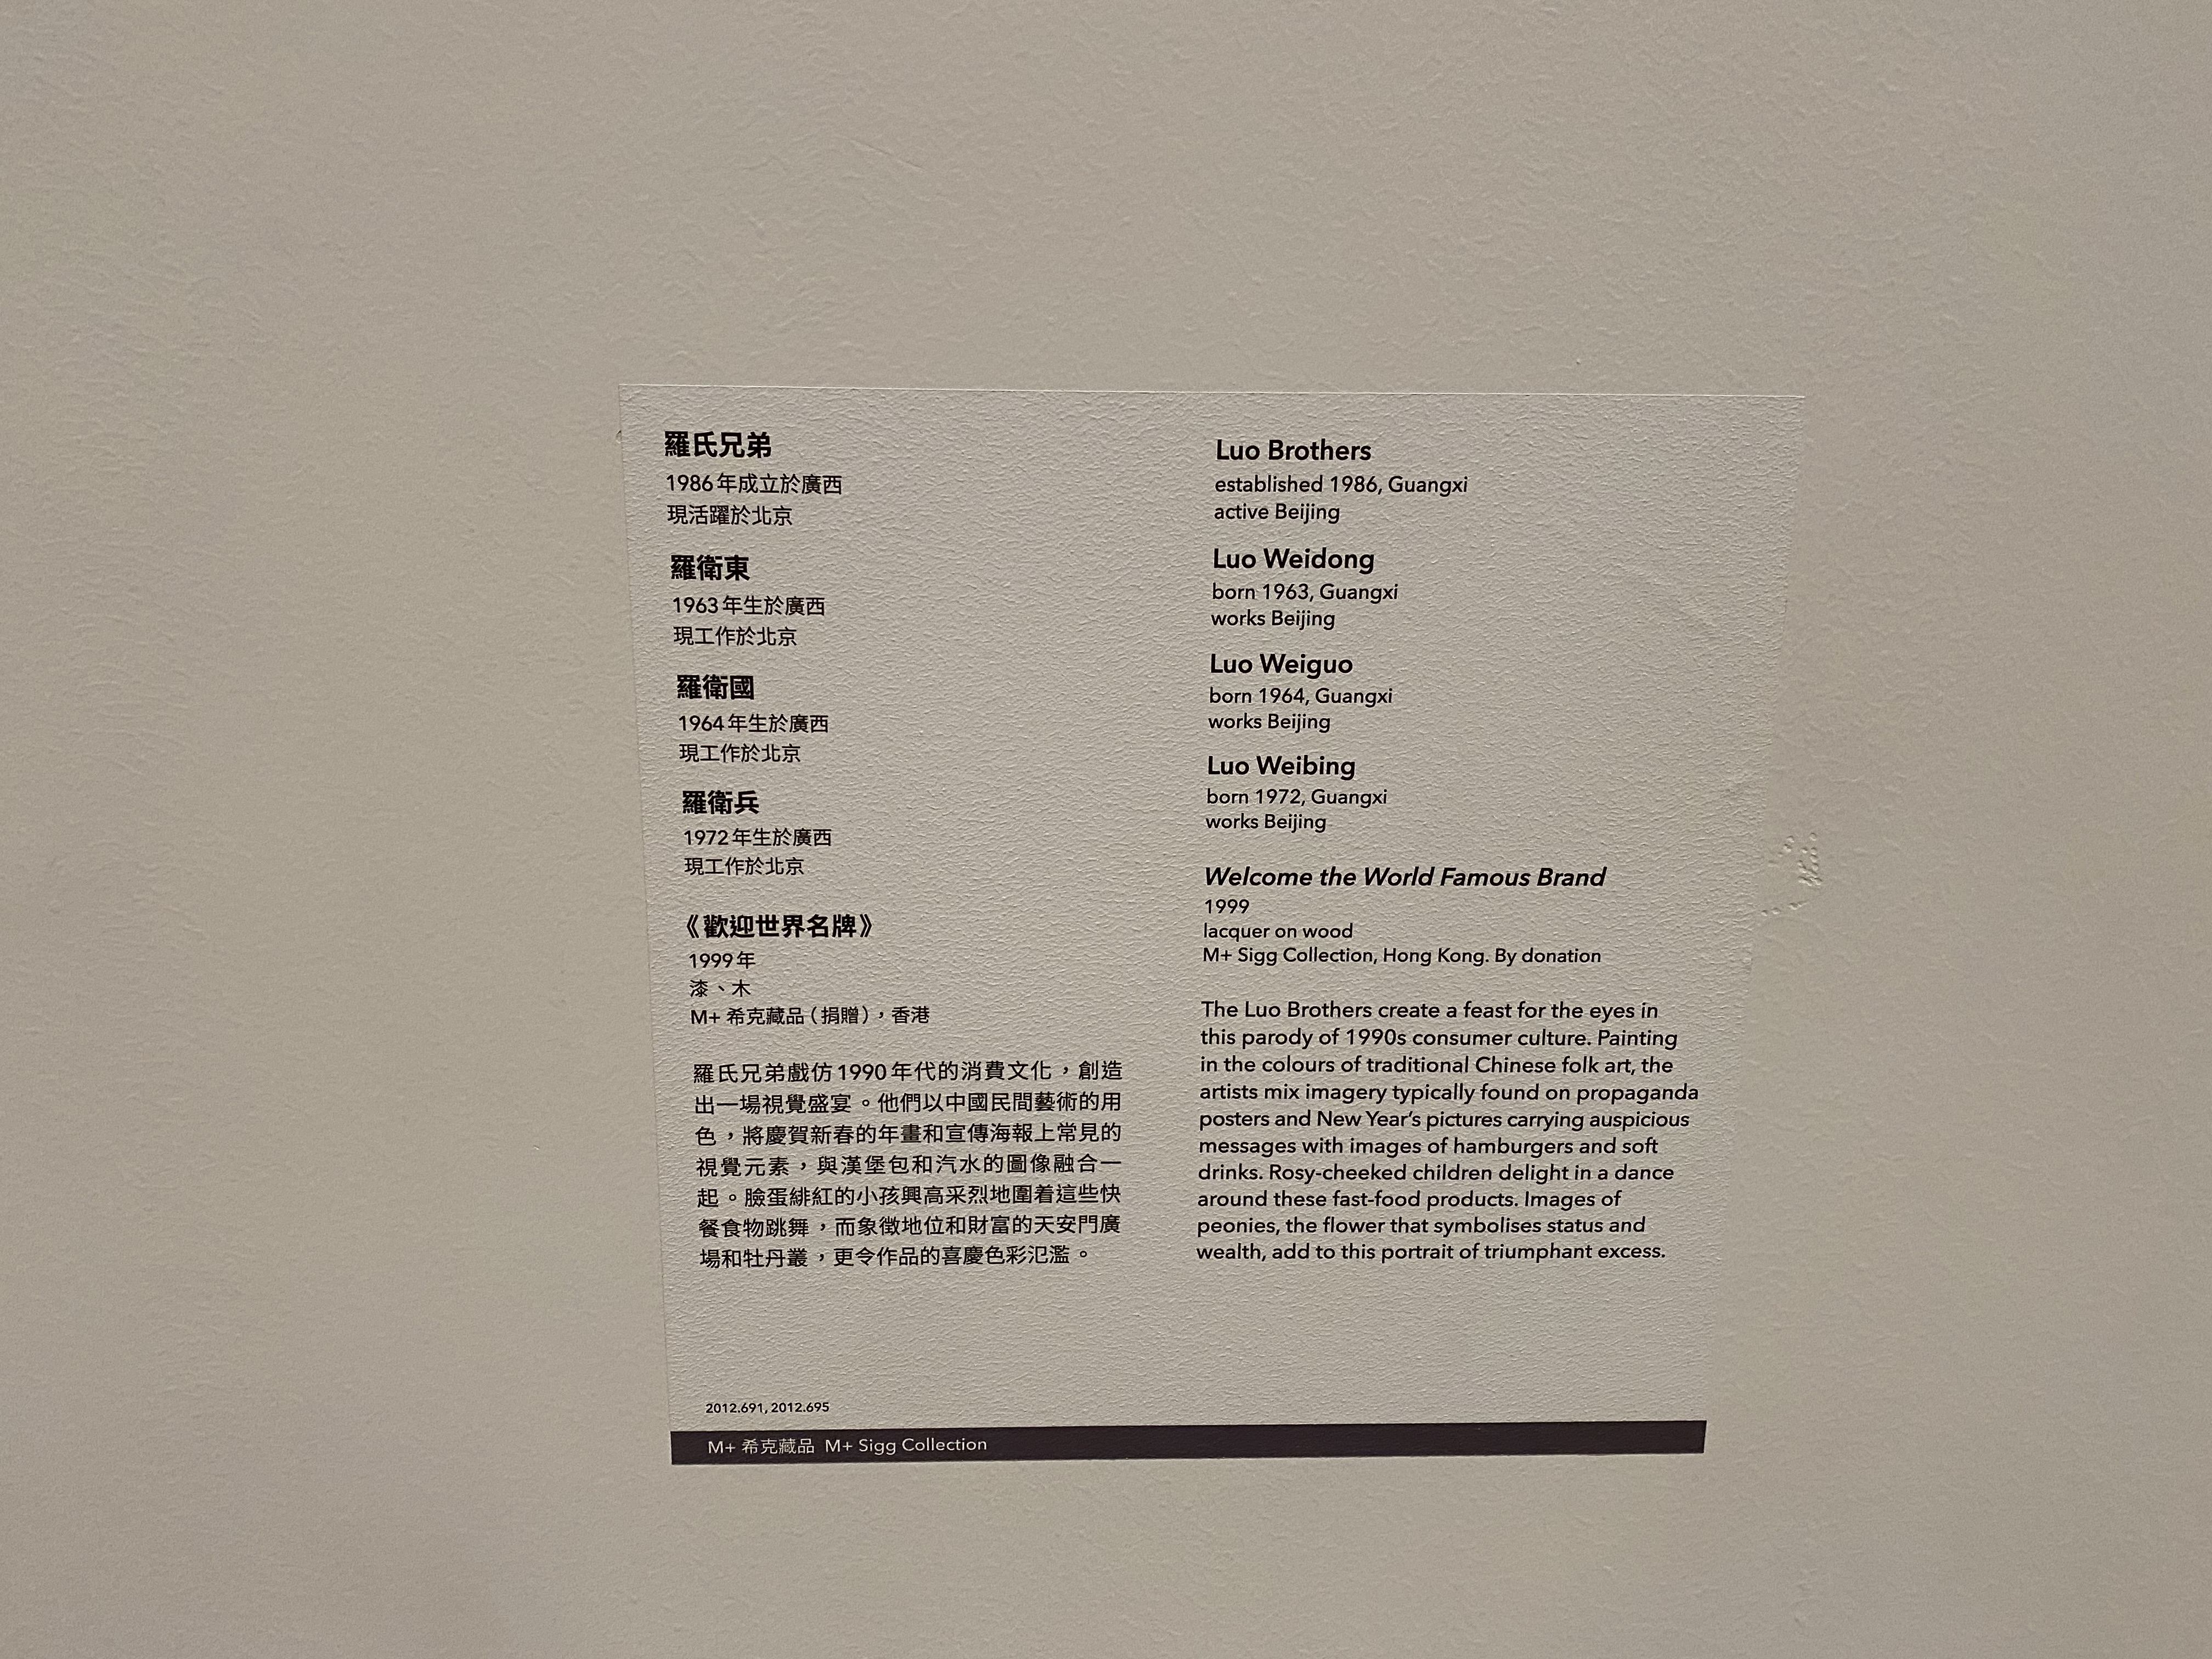 羅氏兄弟
1986年成立於廣西
現活躍於北京
羅衛東
1963年生於廣西
現工作於北京
羅衛國
1964年生於廣西
現工作於北京
羅衛兵
1972年生於廣西
現工作於北京
《歡迎世界名牌》
1999年
漆、木
M+ 希克藏品（捐贈），香港
羅氏兄弟戲仿1990年代的消費文化，創造
出一場視覺盛宴。他們以中國民間藝術的用
色，將慶賀新春的年畫和宣傳海報上常見的
視覺元素，與漢堡包和汽水的圖像融合一
起。臉蛋緋紅的小孩興高采烈地圍着這些快
餐食物跳舞，而象徵地位和財富的天安門廣
場和牡丹叢，更令作品的喜慶色彩氾濫。
Luo Brothers
established 1986, Guangxi
active Beijing
Luo Weidong
born 1963, Guangxi
works Beijing
Luo Weiguo
born 1964, Guangxi
works Beijing
Luo Weibing
born 1972, Guangxi
works Beijing
Welcome the World Famous Brand
1999
lacquer on wood
M+ Sigg Collection, Hong Kong. By donation
The Luo Brothers create a feast for the eyes in
this parody of 1990s consumer culture. Painting
in the colours of traditional Chinese folk art, the
artists mix imagery typically found on propaganda
posters and New Year's pictures carrying auspicious
messages with images of hamburgers and soft
drinks. Rosy-cheeked children delight in a dance
around these fast-food products. Images of
peonies, the flower that symbolises status and
wealth, add to this portrait of triumphant excess.
2012.691, 2012.695
M+ 希克藏品 M+ Sigg Collection